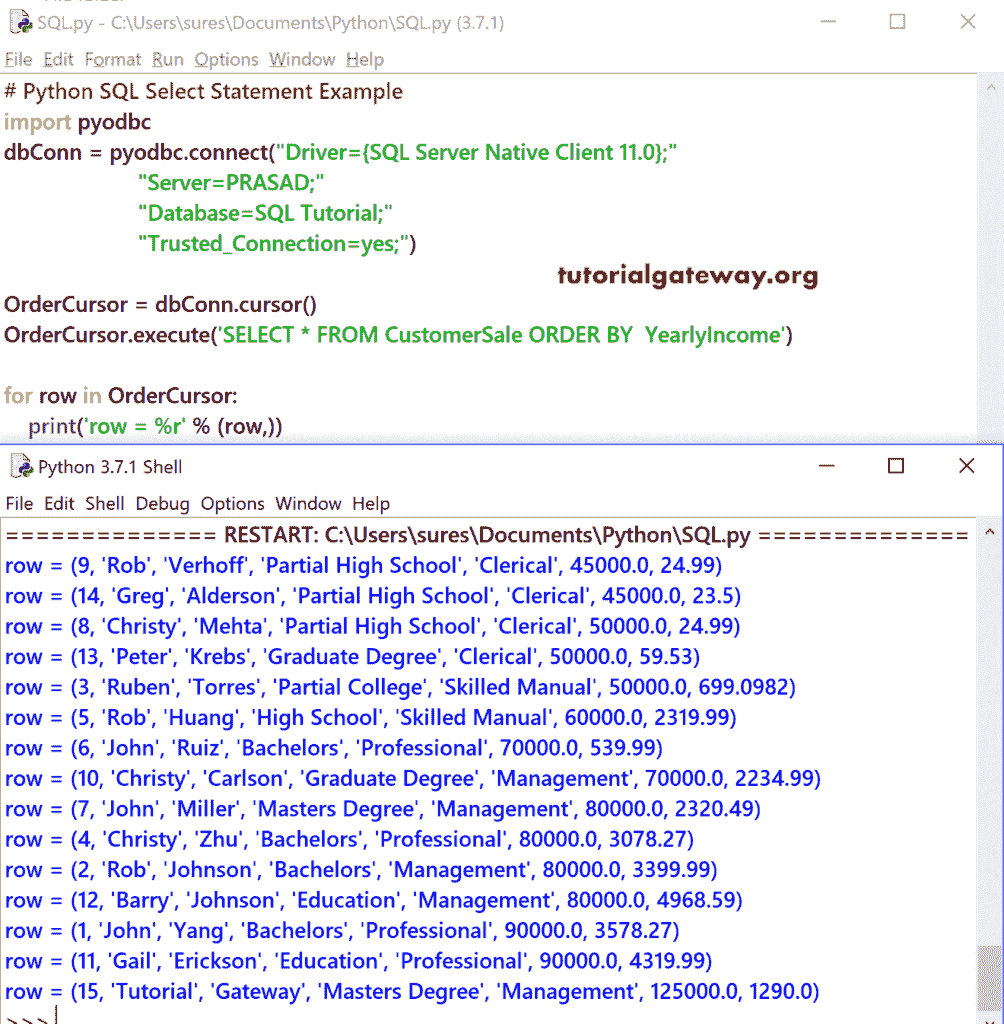 SQL.py - C:\Users\sures\Documents\Python\SQL.py (3.7.1)
File Edit Format Run Options Window Help
# Python SQL Select Statement Example
import pyodbc
dbConn = pyodbc.connect("Driver={SQL Server Native Client 11.0};"
"Server=PRASAD;"
"Database=SQL Tutorial;"
"Trusted_Connection=yes;")
tutorialgateway.org
OrderCursor = dbConn.cursor()
OrderCursor.execute('SELECT * FROM CustomerSale ORDER BY  YearlyIncome')
for row in OrderCursor:
print('row = %r' % (row,))
Python 3.7.1 Shell
File Edit Shell Debug Options Window Help
============== RESTART: C:\Users\sures\Documents\Python\SQL.py ==============
row = (9, 'Rob', 'Verhoff', 'Partial High School', 'Clerical', 45000.0, 24.99)
row = (14, 'Greg', 'Alderson', 'Partial High School', 'Clerical', 45000.0, 23.5)
row = (8, 'Christy', 'Mehta', 'Partial High School', 'Clerical', 50000.0, 24.99)
row = (13, 'Peter', 'Krebs', 'Graduate Degree', 'Clerical', 50000.0, 59.53)
row = (3, 'Ruben', 'Torres', 'Partial College', 'Skilled Manual', 50000.0, 699.0982)
row = (5, 'Rob', 'Huang', 'High School', 'Skilled Manual', 60000.0, 2319.99)
row = (6, 'John', 'Ruiz', 'Bachelors', 'Professional', 70000.0, 539.99)
row = (10, 'Christy', 'Carlson', 'Graduate Degree', 'Management', 70000.0, 2234.99)
row = (7, 'John', 'Miller', 'Masters Degree', 'Management', 80000.0, 2320.49)
row = (4, 'Christy', 'Zhu', 'Bachelors', 'Professional', 80000.0, 3078.27)
row = (2, 'Rob', 'Johnson', 'Bachelors', 'Management', 80000.0, 3399.99)
row = (12, 'Barry', 'Johnson', 'Education', 'Management', 80000.0, 4968.59)
row = (1, 'John', 'Yang', 'Bachelors', 'Professional', 90000.0, 3578.27)
row = (11, 'Gail', 'Erickson', 'Education', 'Professional', 90000.0, 4319.99)
row = (15, 'Tutorial', 'Gateway', 'Masters Degree', 'Management', 125000.0, 1290.0)
>>>